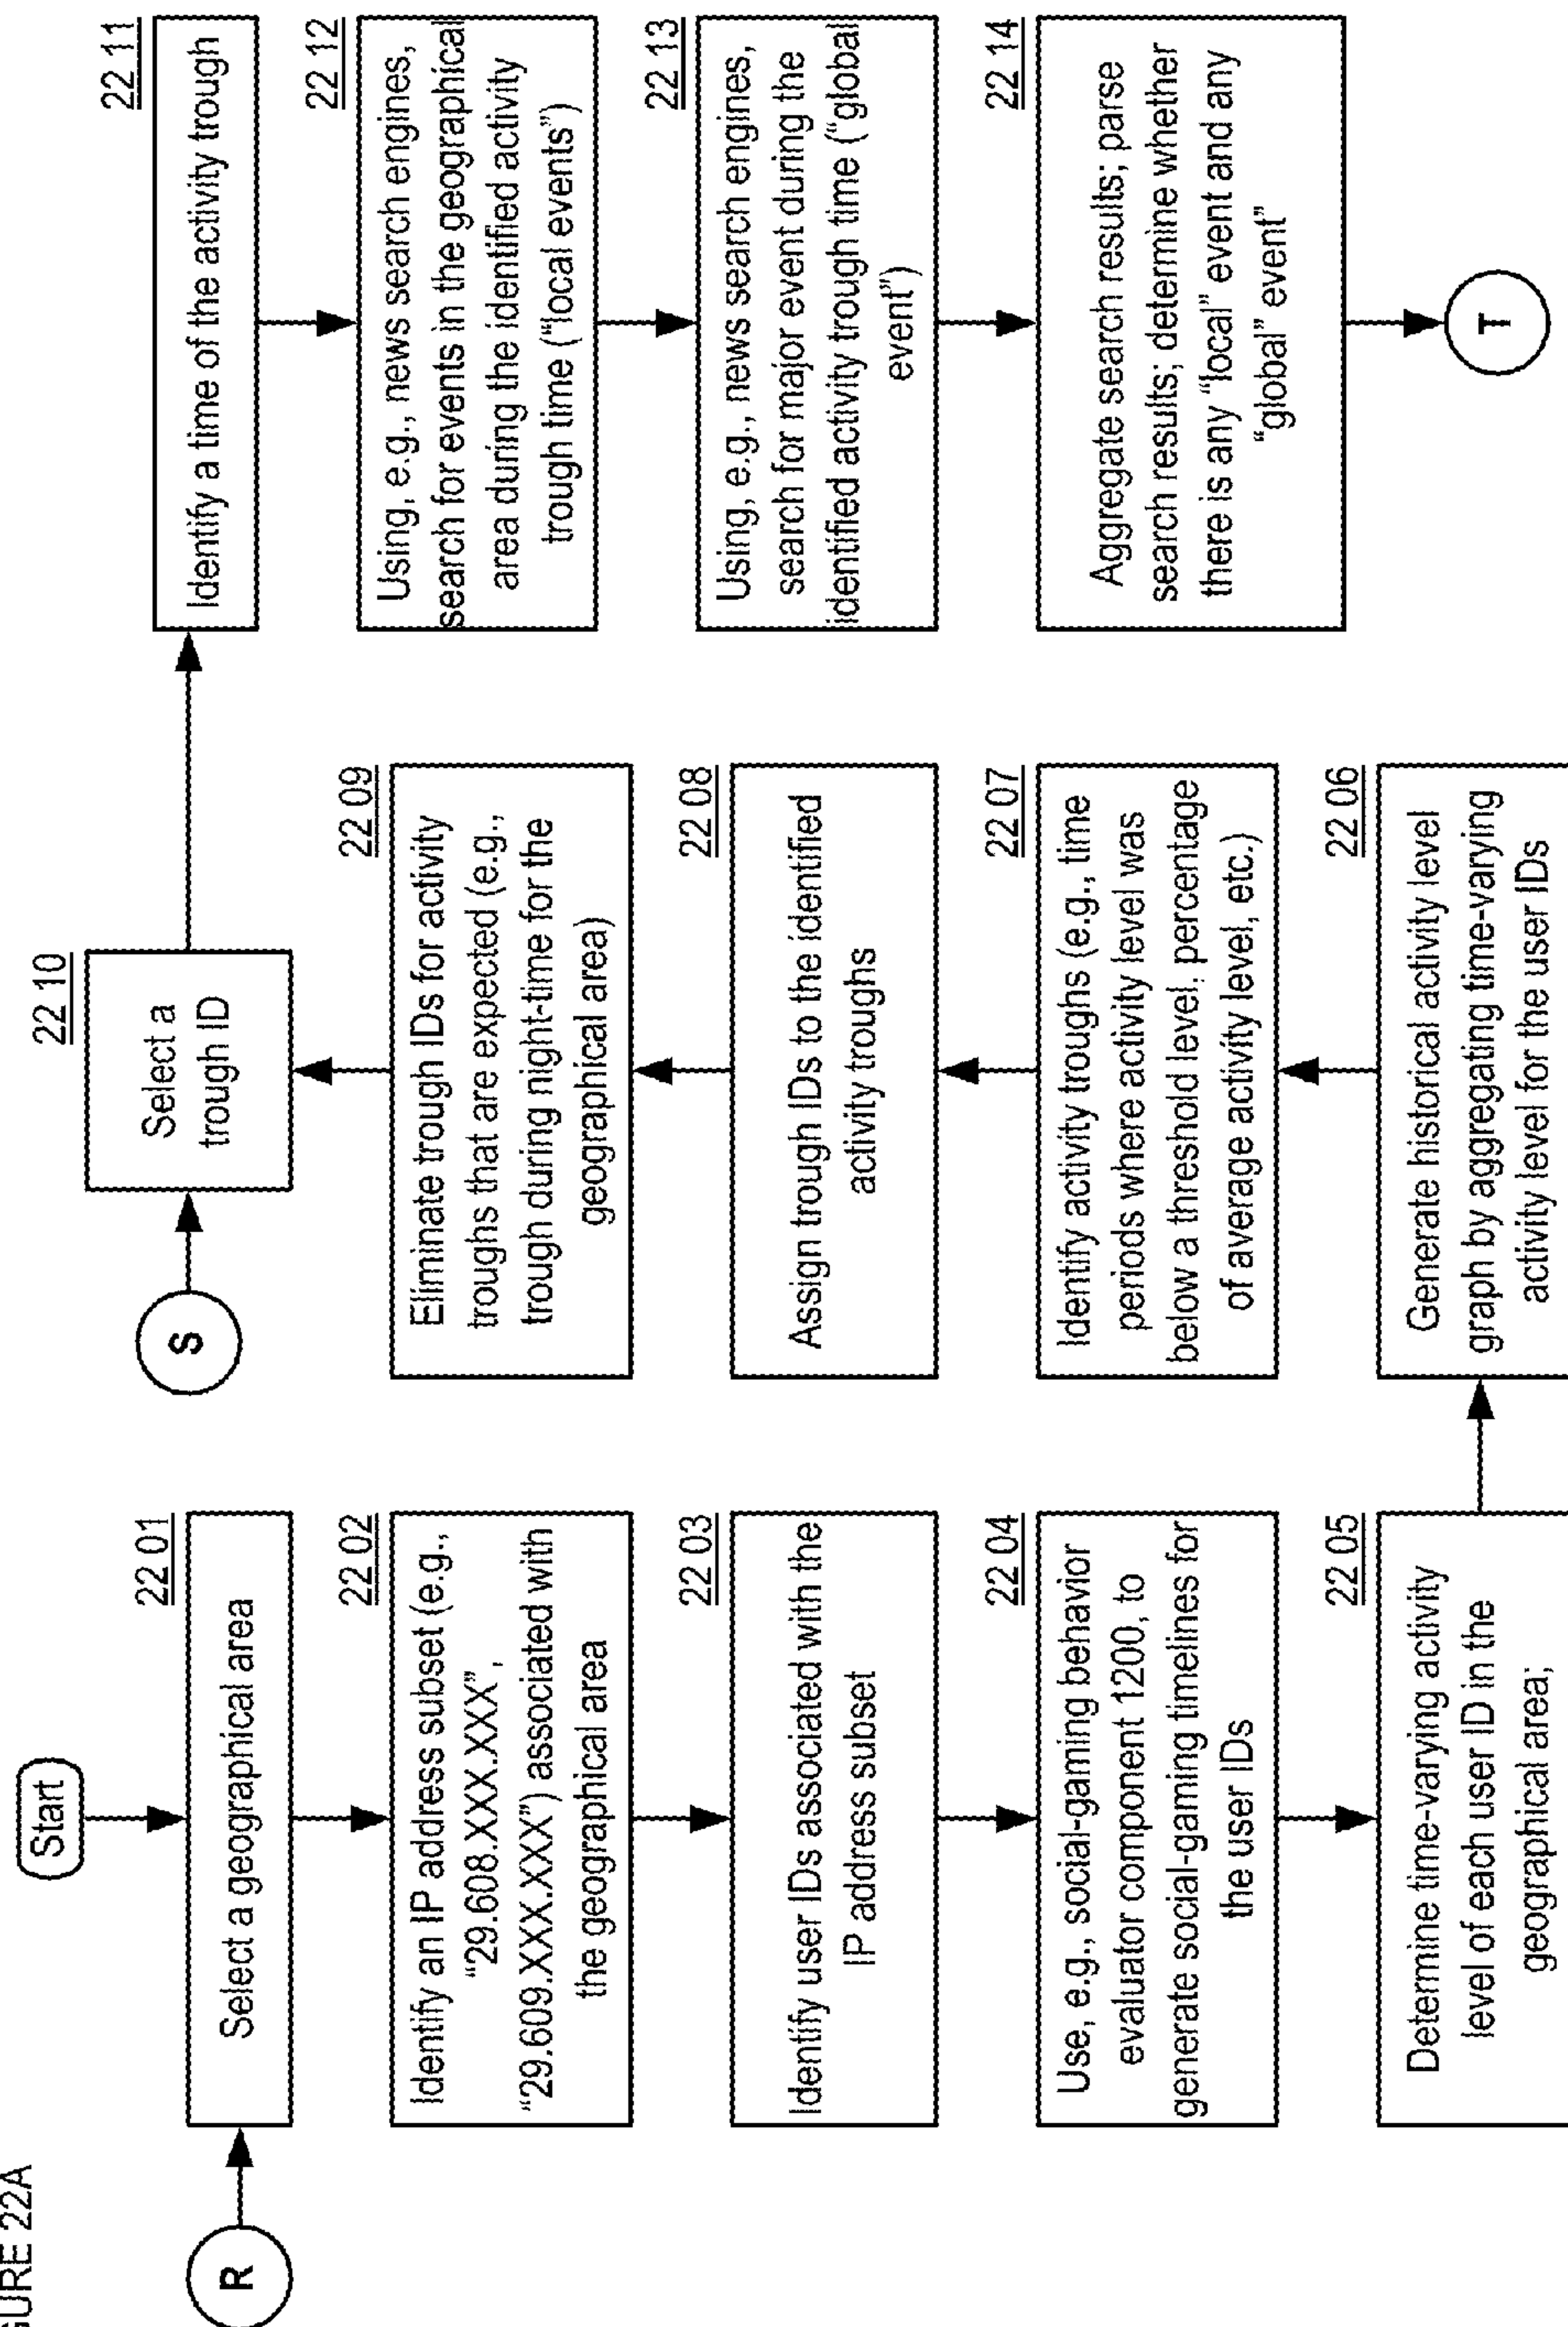 GURE 22A
Start
R
22 01
Select a geographical area
22 02
Identify an IP address subset (e.g.,
“29.608.XXX.XXX”,
“29.609.XXX.XXX”) associated with
the geographical area
22 03
Identify user IDs associated with the
IP address subset
22 04
Use, e.g., social-gaming behavior
evaluator component 1200, to
generate social-gaming timelines for
the user IDs
22 05
Determine time-varying activity
level of each user ID in the
geographical area;
22 06
Generate historical activity level
graph by aggregating time-varying
activity level for the user IDs
22 07
Identify activity troughs (e.g., time
periods where activity level was
below a threshold level, percentage
of average activity level, etc.)
22 08
Assign trough IDs to the identified
activity troughs
22 09
Eliminate trough IDs for activity
troughs that are expected (e.g.,
trough during night-time for the
geographical area)
S
22 10
Select a
trough ID
22 11
Identify a time of the activity trough
22 12
Using, e.g., news search engines,
search for events in the geographical
area during the identified activity
trough time (“local events”)
22 13
Using, e.g., news search engines,
search for major event during the
identified activity trough time (“global
event”)
22 14
Aggregate search results; parse
search results; determine whether
there is any “local” event and any
“global” event”
T